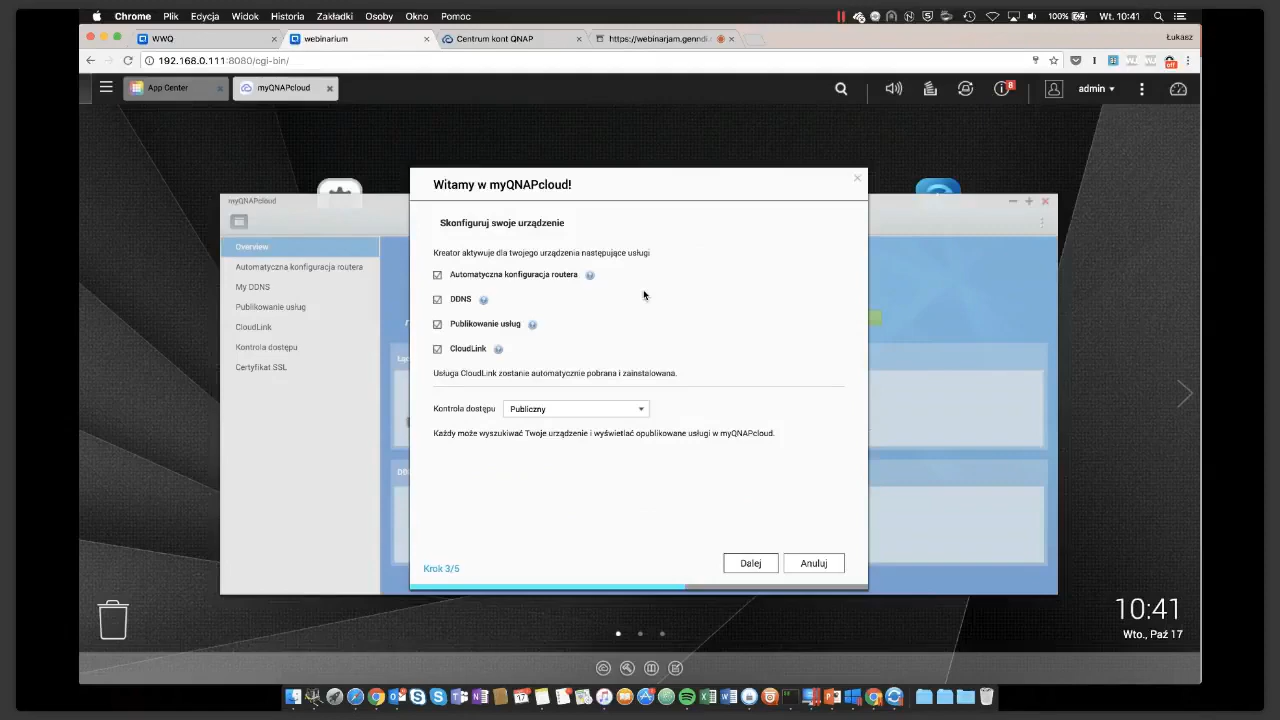 Chrome Plik Edycja Widok Historia Zakładki Osoby Okno Pomoc 100% Wt. 10:41
WWQ webinarium Centrum kont QNAP https://webinarjam.genndi.c Łukasz
192.168.0.111:8080/cgi-bin/
App Center myQNAPcloud 8 admin
Witamy w myQNAPcloud!
myQNAPcloud
Skonfiguruj swoje urządzenie
Overview
Automatyczna konfiguracja routera
My DDNS
Publikowanie usług
CloudLink
Kontrola dostępu
Certyfikat SSL
Kreator aktywuje dla twojego urządzenia następujące usługi
Automatyczna konfiguracja routera
DDNS
Publikowanie usług
CloudLink
Usługa CloudLink zostanie automatycznie pobrana i zainstalowana.
Kontrola dostępu Publiczny
Każdy może wyszukiwać Twoje urządzenie i wyświetlać opublikowane usługi w myQNAPcloud.
Krok 3/5
Dalej Anuluj
10:41
Wto., Paź 17